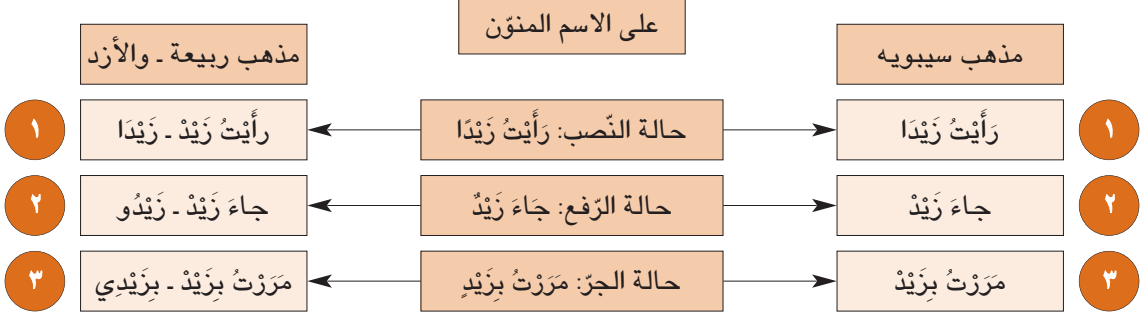 على الاسم المنوّن
مذهب سيبويه
مذهب ربيعة ـ والأزد
١
رَأَيْتُ زَيْدَا
حالة النّصب: رَأَيْتُ زَيْدًا
رأَيْتُ زَيْدْ ـ زَيْدَا
١
٢
جاءَ زَيْدْ
حالة الرّفع: جَاءَ زَيْدٌ
جاءَ زَيْدْ ـ زَيْدُو
٢
٣
مَرَرْتُ بِزَيْدْ
حالة الجرّ: مَرَرْتُ بِزَيْدٍ
مَرَرْتُ بِزَيْدْ ـ بِزَيْدِي
٣